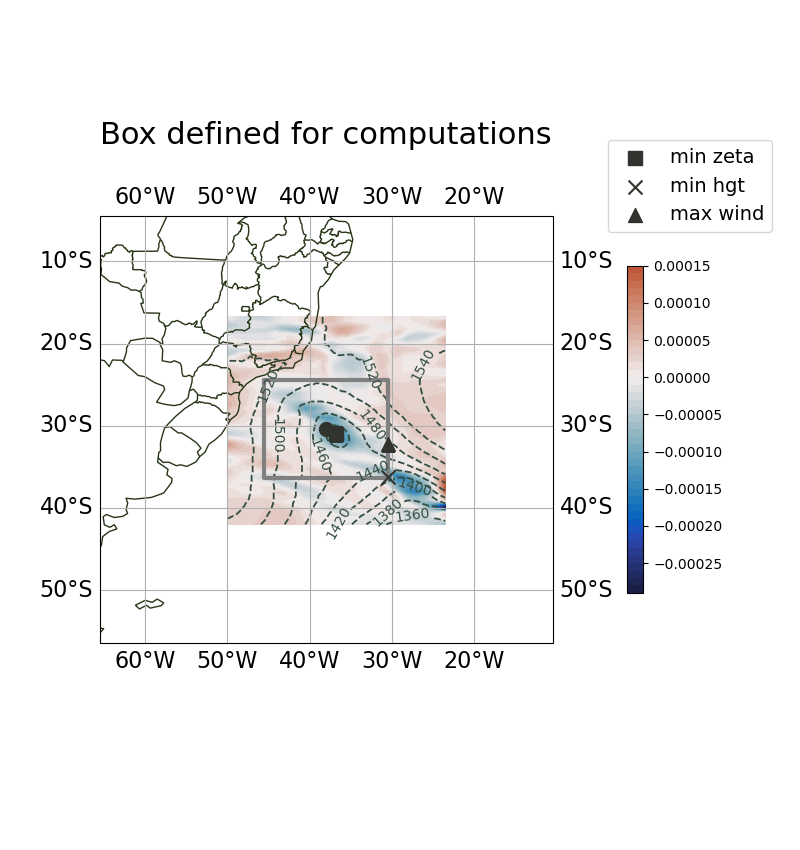 Box defined for computations
min zeta
min hgt
max wind
60°W 50°W 40°W 30°W 20°W
10°S 10°S
20°S 20°S
30°S 30°S
40°S 40°S
50°S 50°S
60°W 50°W 40°W 30°W 20°W
1540
1520
1520
1500
1480
1460
1440
1400
1380
1360
1420
0.00015
0.00010
0.00005
0.00000
−0.00005
−0.00010
−0.00015
−0.00020
−0.00025